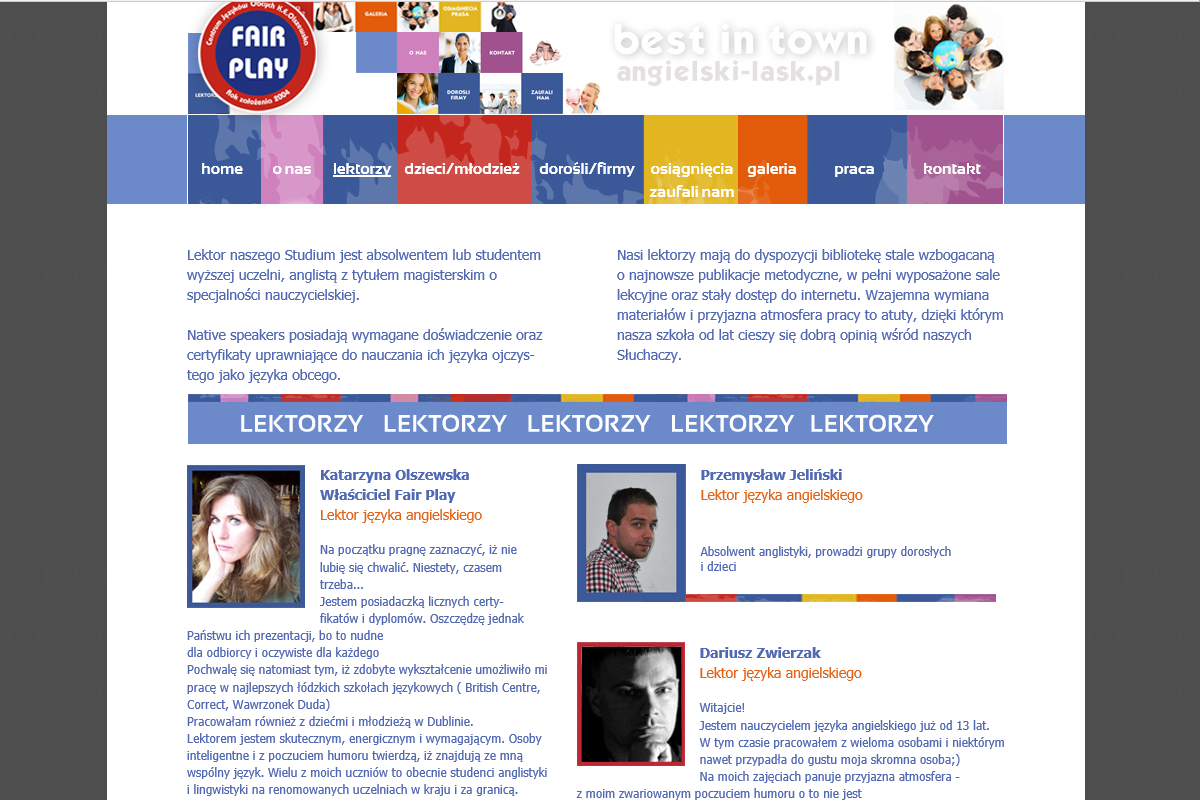 Centrum Języków Obcych K.&K. Olszewska
FAIR
PLAY
Rok założenia 2004
GALERIA
OSIĄGNIĘCIA
PRASA
O NAS
KONTAKT
DOROŚLI
FIRMY
ZAUFALI
NAM
best in town
angielski-lask.pl
home
o nas
lektorzy
dzieci/młodzież
dorośli/firmy
osiągnięcia
zaufali nam
galeria
praca
kontakt
Lektor naszego Studium jest absolwentem lub studentem
wyższej uczelni, anglistą z tytułem magisterskim o
specjalności nauczycielskiej.
Native speakers posiadają wymagane doświadczenie oraz
certyfikaty uprawniające do nauczania ich języka ojczys-
tego jako języka obcego.
Nasi lektorzy mają do dyspozycji bibliotekę stale wzbogacaną
o najnowsze publikacje metodyczne, w pełni wyposażone sale
lekcyjne oraz stały dostęp do internetu. Wzajemna wymiana
materiałów i przyjazna atmosfera pracy to atuty, dzięki którym
nasza szkoła od lat cieszy się dobrą opinią wśród naszych
Słuchaczy.
LEKTORZY LEKTORZY LEKTORZY LEKTORZY LEKTORZY
Katarzyna Olszewska
Właściciel Fair Play
Lektor języka angielskiego
Na początku pragnę zaznaczyć, iż nie
lubię się chwalić. Niestety, czasem
trzeba...
Jestem posiadaczką licznych certy-
fikatów i dyplomów. Oszczędzę jednak
Państwu ich prezentacji, bo to nudne
dla odbiorcy i oczywiste dla każdego
Pochwalę się natomiast tym, iż zdobyte wykształcenie umożliwiło mi
pracę w najlepszych łódzkich szkołach językowych ( British Centre,
Correct, Wawrzonek Duda)
Pracowałam również z dziećmi i młodzieżą w Dublinie.
Lektorem jestem skutecznym, energicznym i wymagającym. Osoby
inteligentne i z poczuciem humoru twierdzą, iż znajdują ze mną
wspólny język. Wielu z moich uczniów to obecnie studenci anglistyki
i lingwistyki na renomowanych uczelniach w kraju i za granicą.
Przemysław Jeliński
Lektor języka angielskiego
Absolwent anglistyki, prowadzi grupy dorosłych
i dzieci
Dariusz Zwierzak
Lektor języka angielskiego
Witajcie!
Jestem nauczycielem języka angielskiego już od 13 lat.
W tym czasie pracowałem z wieloma osobami i niektórym
nawet przypadła do gustu moja skromna osoba;)
Na moich zajęciach panuje przyjazna atmosfera -
z moim zwariowanym poczuciem humoru o to nie jest